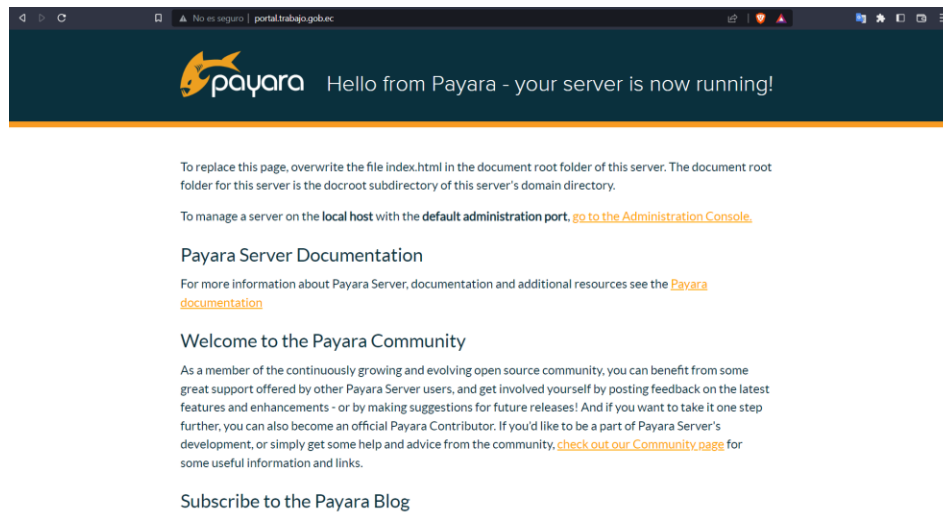 No es seguro | portal.trabajo.gob.ec
payara Hello from Payara - your server is now running!
To replace this page, overwrite the file index.html in the document root folder of this server. The document root
folder for this server is the docroot subdirectory of this server's domain directory.
To manage a server on the local host with the default administration port, go to the Administration Console.
Payara Server Documentation
For more information about Payara Server, documentation and additional resources see the Payara
documentation
Welcome to the Payara Community
As a member of the continuously growing and evolving open source community, you can benefit from some
great support offered by other Payara Server users, and get involved yourself by posting feedback on the latest
features and enhancements - or by making suggestions for future releases! And if you want to take it one step
further, you can also become an official Payara Contributor. If you'd like to be a part of Payara Server's
development, or simply get some help and advice from the community, check out our Community page for
some useful information and links.
Subscribe to the Payara Blog